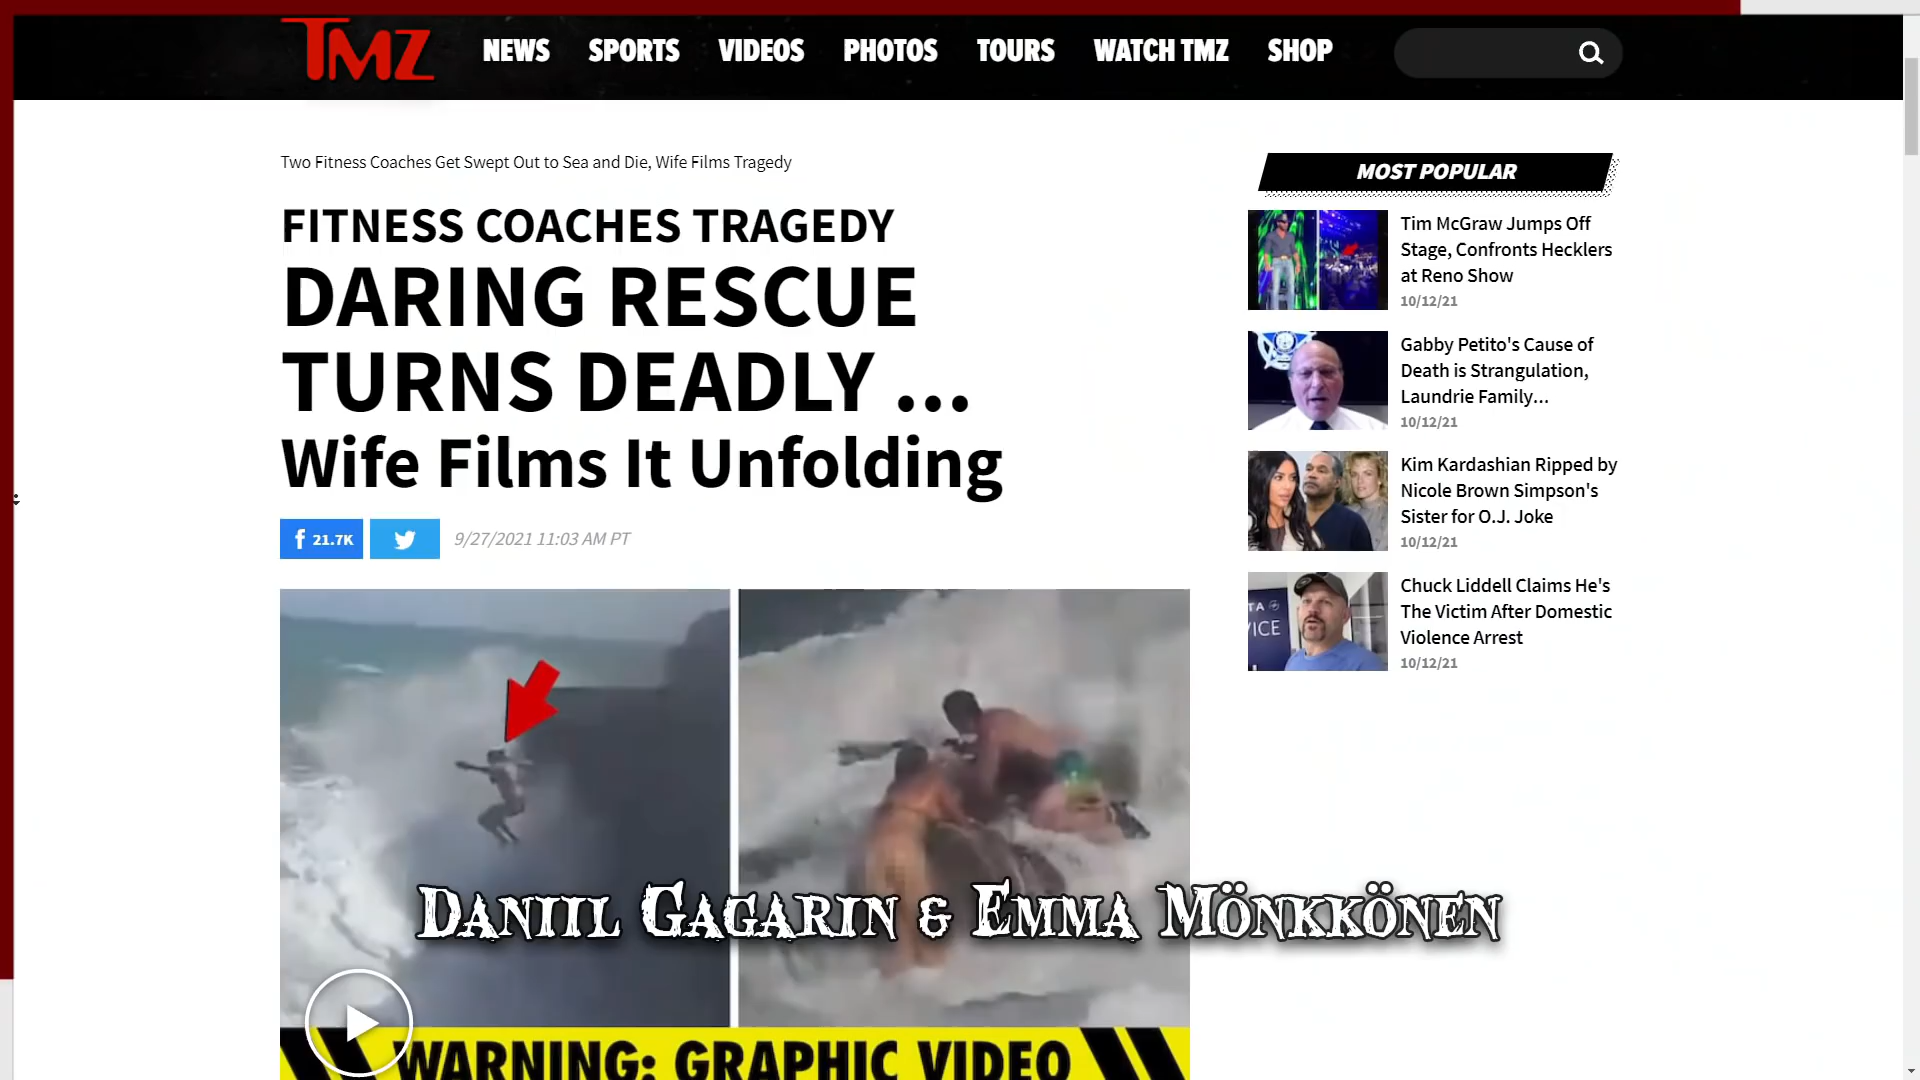 TMZ
NEWS SPORTS VIDEOS PHOTOS TOURS WATCH TMZ SHOP
Two Fitness Coaches Get Swept Out to Sea and Die, Wife Films Tragedy
FITNESS COACHES TRAGEDY
DARING RESCUE
TURNS DEADLY ...
Wife Films It Unfolding
f 21.7K
9/27/2021 11:03 AM PT
DANIIL GAGARIN & EMMA MÖNKKÖNEN
WARNING: GRAPHIC VIDEO
MOST POPULAR
Tim McGraw Jumps Off
Stage, Confronts Hecklers
at Reno Show
10/12/21
Gabby Petito's Cause of
Death is Strangulation,
Laundrie Family...
10/12/21
Kim Kardashian Ripped by
Nicole Brown Simpson's
Sister for O.J. Joke
10/12/21
TA
VICE
Chuck Liddell Claims He's
The Victim After Domestic
Violence Arrest
10/12/21